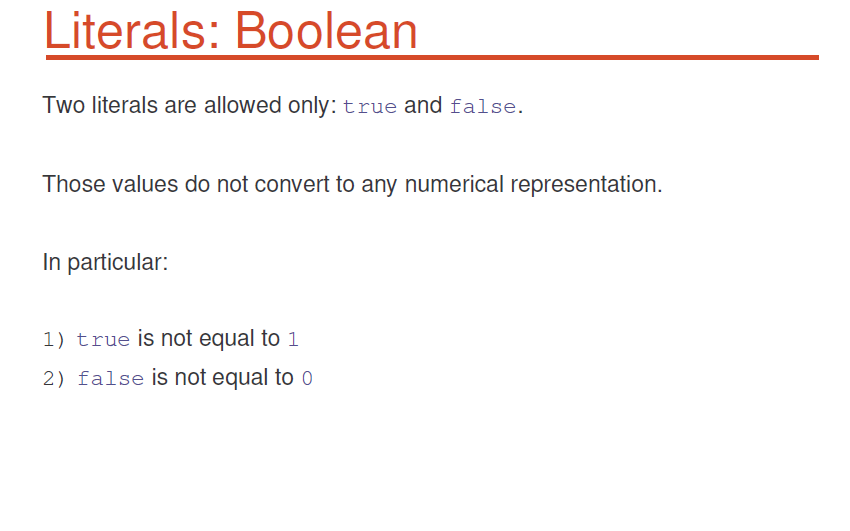 Literals: Boolean
Two literals are allowed only: true and false.
Those values do not convert to any numerical representation.
In particular:
1) true is not equal to 1
2) false is not equal to 0